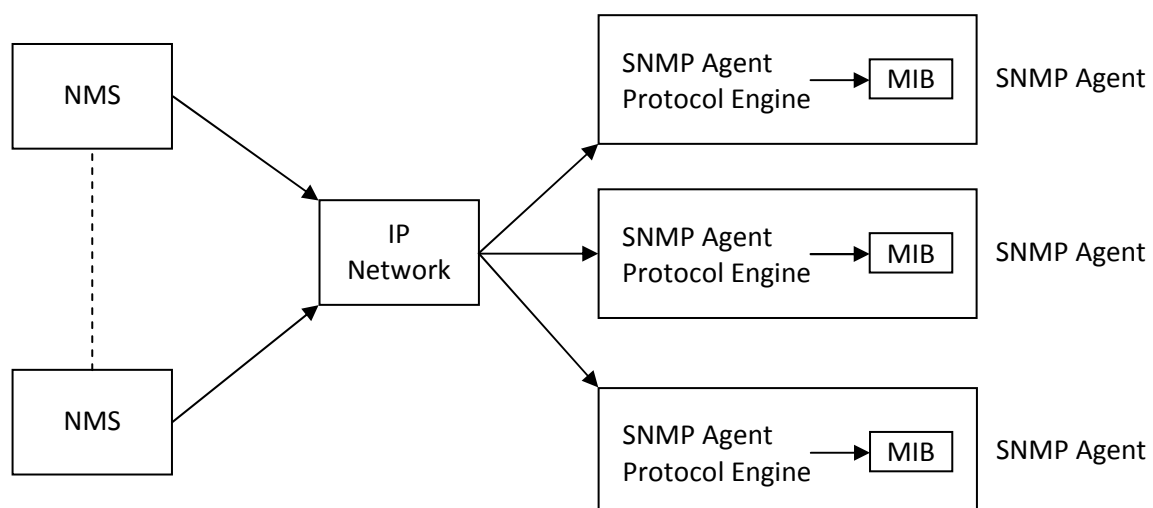 NMS
NMS
IP
Network
SNMP Agent
Protocol Engine
MIB
SNMP Agent
SNMP Agent
Protocol Engine
MIB
SNMP Agent
SNMP Agent
Protocol Engine
MIB
SNMP Agent